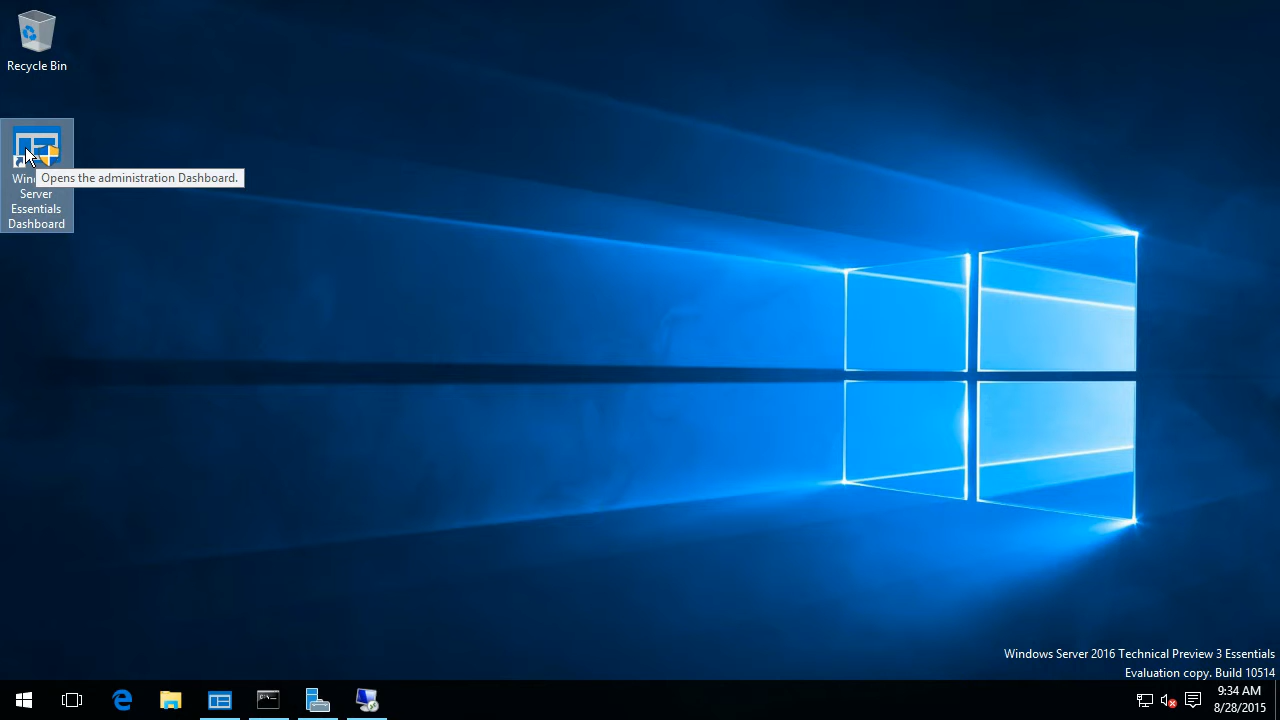 Recycle Bin
Opens the administration Dashboard.
Server
Essentials
Dashboard
Windows Server 2016 Technical Preview 3 Essentials
Evaluation copy. Build 10514
9:34 AM
8/28/2015